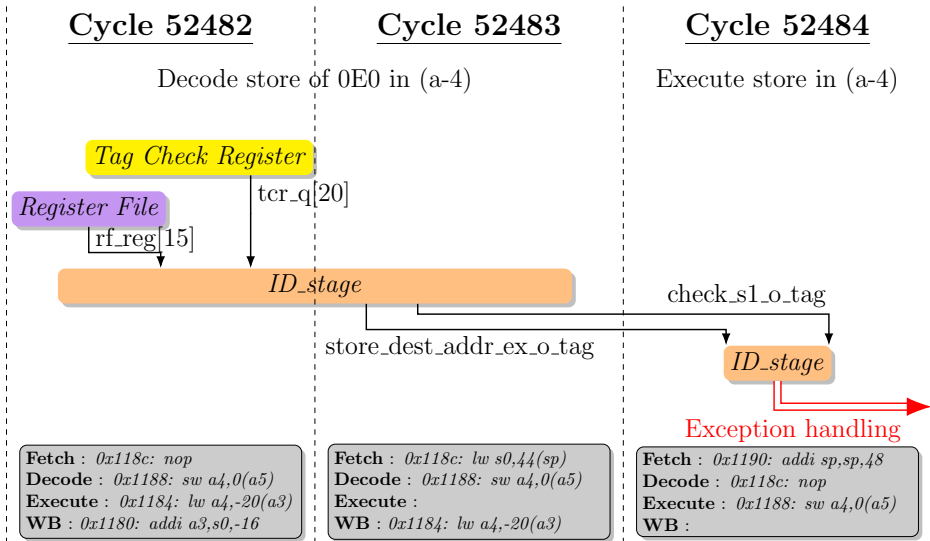 Cycle 52482
Cycle 52483
Cycle 52484
Decode store of 0E0 in (a-4)
Execute store in (a-4)
Tag Check Register
tcr_q[20]
Register File
rf_reg[15]
ID_stage
check_s1_o_tag
store_dest_addr_ex_o_tag
ID_stage
Exception handling
Fetch : 0x118c: nop
Decode : 0x1188: sw a4,0(a5)
Execute : 0x1184: lw a4,-20(a3)
WB : 0x1180: addi a3,s0,-16
Fetch : 0x118c: lw s0,44(sp)
Decode : 0x1188: sw a4,0(a5)
Execute :
WB : 0x1184: lw a4,-20(a3)
Fetch : 0x1190: addi sp,sp,48
Decode : 0x118c: nop
Execute : 0x1188: sw a4,0(a5)
WB :